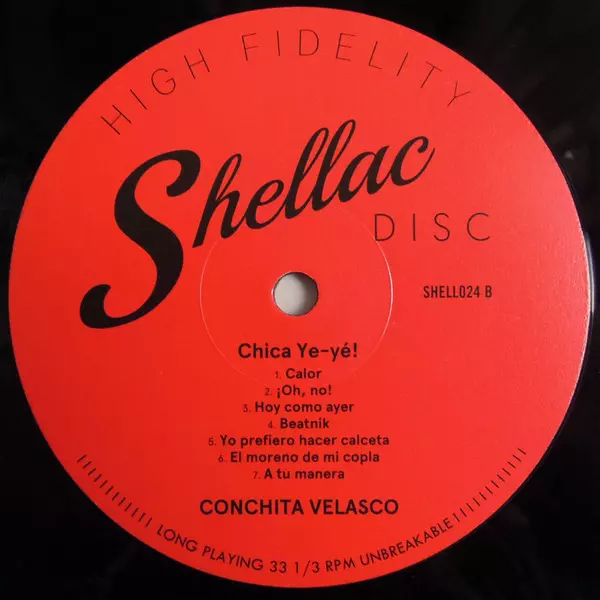 HIGH FIDELITY
Shellac
DISC
SHELL024 B
Chica Ye-yé!
1. Calor
2. ¡Oh, no!
3. Hoy como ayer
4. Beatnik
5. Yo prefiero hacer calceta
6. El moreno de mi copla
7. A tu manera
CONCHITA VELASCO
LONG PLAYING 33 1/3 RPM UNBREAKABLE